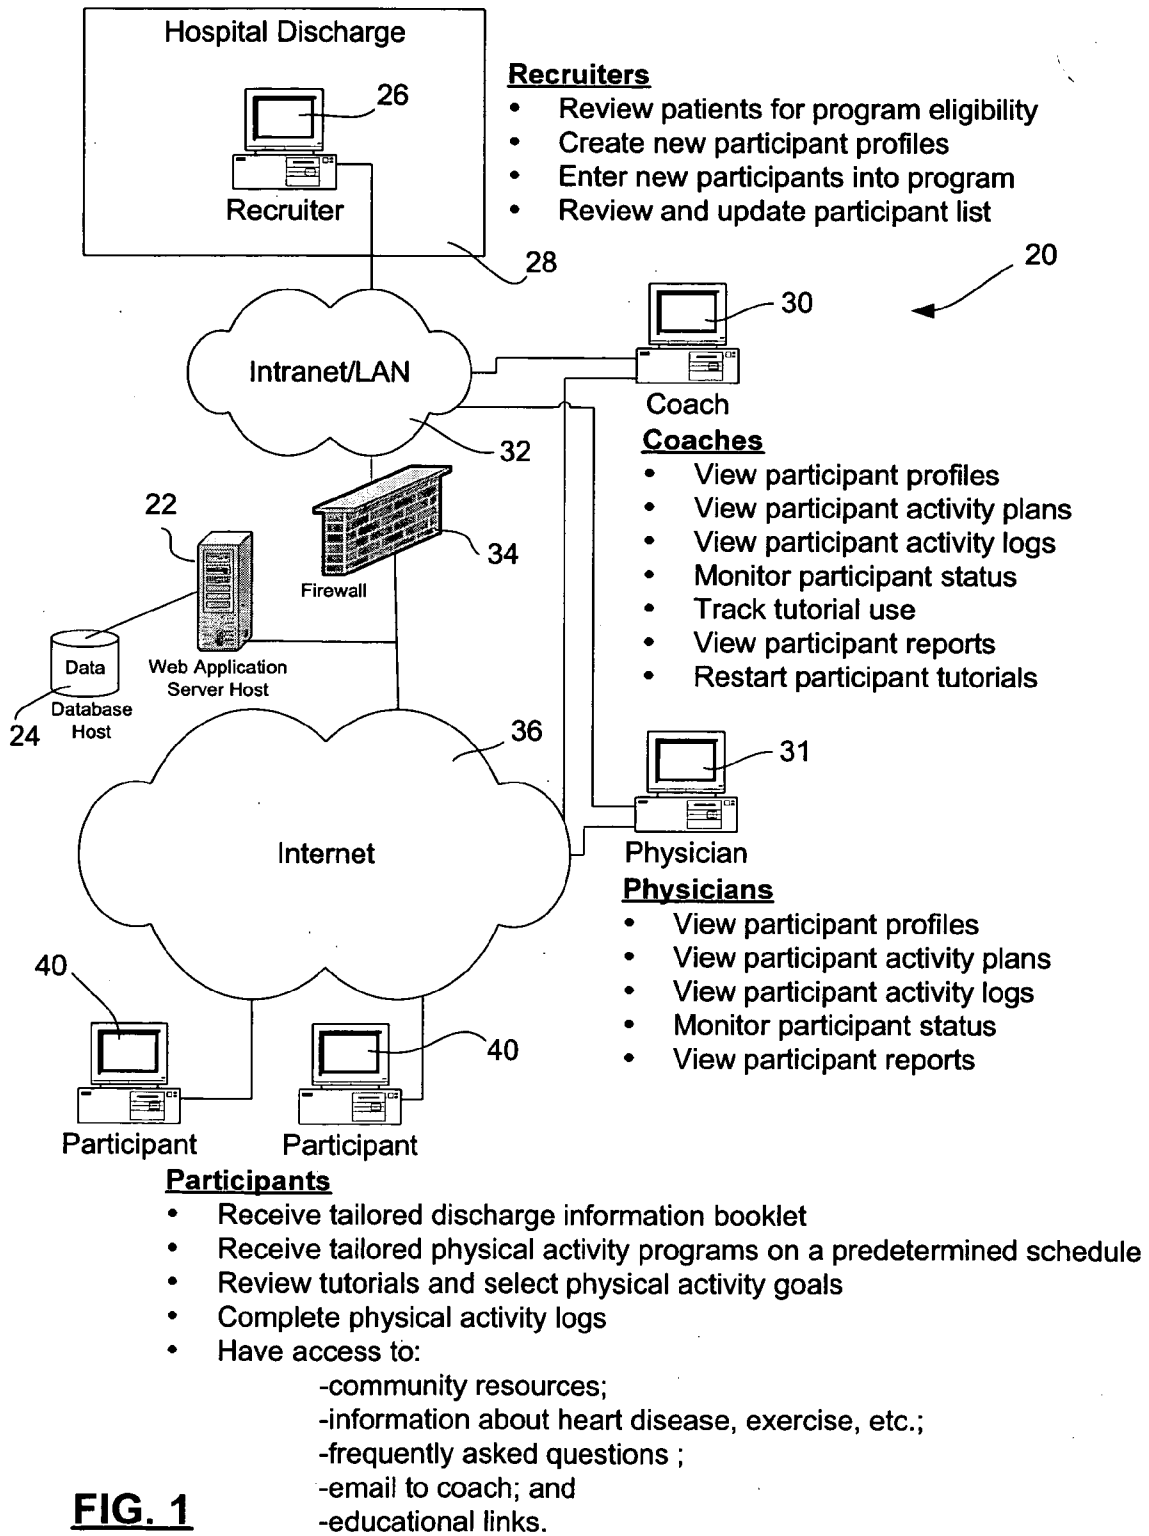 Hospital Discharge
26
Recruiter
28
Recruiters
• Review patients for program eligibility
• Create new participant profiles
• Enter new participants into program
• Review and update participant list
20
30
Intranet/LAN
Coach
32
Coaches
• View participant profiles
• View participant activity plans
• View participant activity logs
• Monitor participant status
• Track tutorial use
• View participant reports
• Restart participant tutorials
22
34
Firewall
Data
Web Application
Server Host
24
Database
Host
36
31
Internet
Physician
Physicians
• View participant profiles
• View participant activity plans
• View participant activity logs
• Monitor participant status
• View participant reports
40
40
Participant
Participant
Participants
• Receive tailored discharge information booklet
• Receive tailored physical activity programs on a predetermined schedule
• Review tutorials and select physical activity goals
• Complete physical activity logs
• Have access to:
-community resources;
-information about heart disease, exercise, etc.;
-frequently asked questions ;
-email to coach; and
-educational links.
FIG. 1